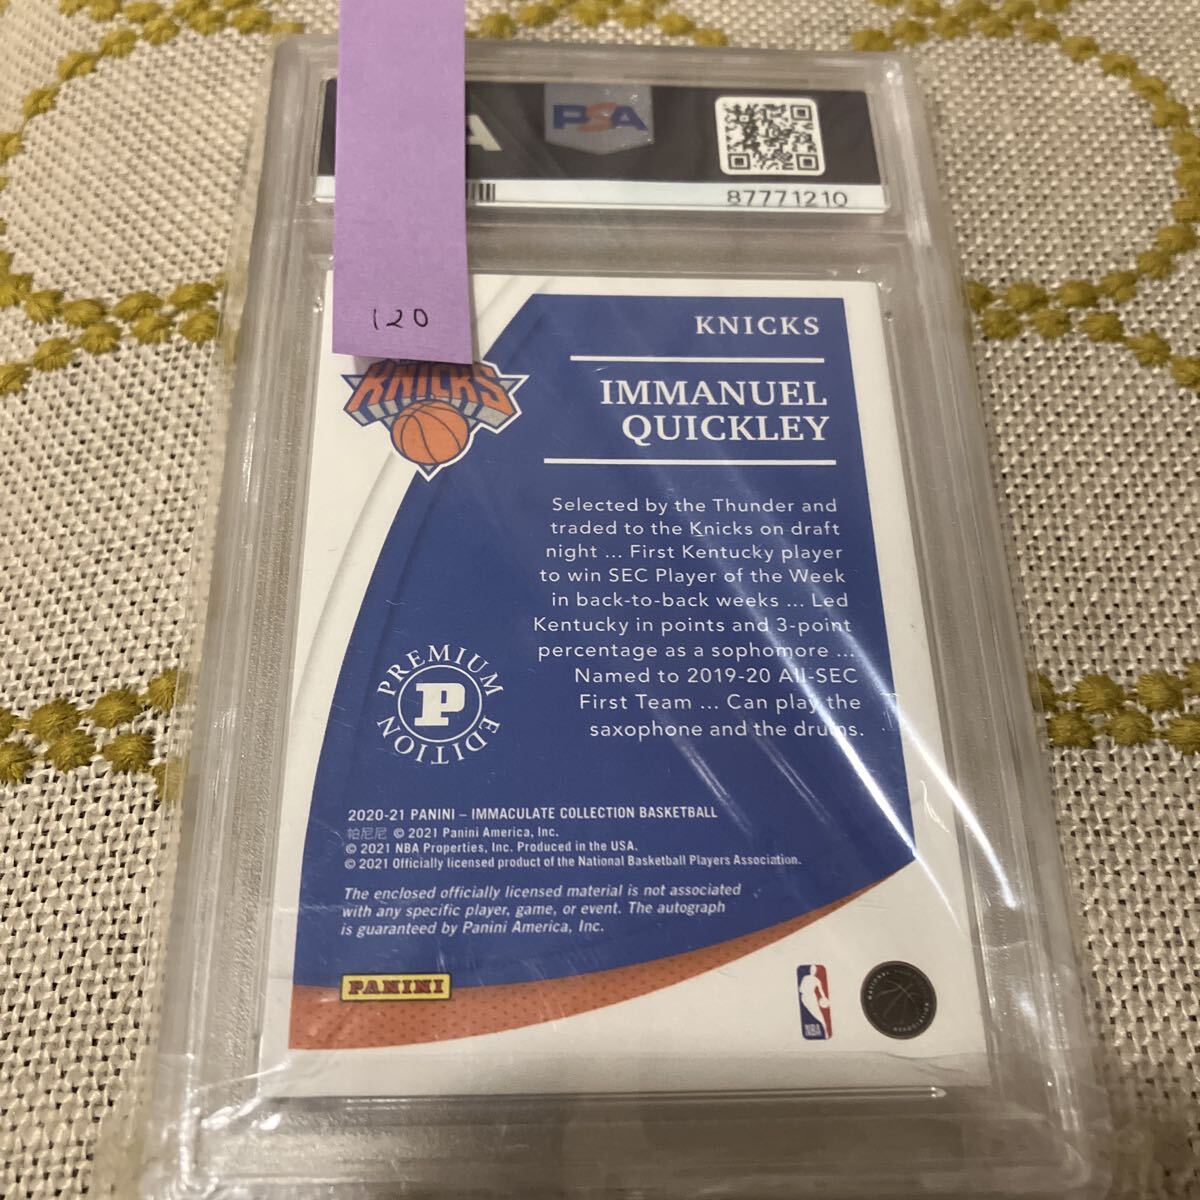 A
PSA
87771210
120
KNICKS
KNICKS
IMMANUEL
QUICKLEY
Selected by the Thunder and
traded to the Knicks on draft
night ... First Kentucky player
to win SEC Player of the Week
in back-to-back weeks ... Led
Kentucky in points and 3-point
percentage as a sophomore ...
Named to 2019-20 All-SEC
First Team ... Can play the
saxophone and the drums.
PREMIUM
P
EDITION
2020-21 PANINI – IMMACULATE COLLECTION BASKETBALL
帕尼尼 © 2021 Panini America, Inc.
© 2021 NBA Properties, Inc. Produced in the USA.
© 2021 Officially licensed product of the National Basketball Players Association.
The enclosed officially licensed material is not associated
with any specific player, game, or event. The autograph
is guaranteed by Panini America, Inc.
PANINI
NBA